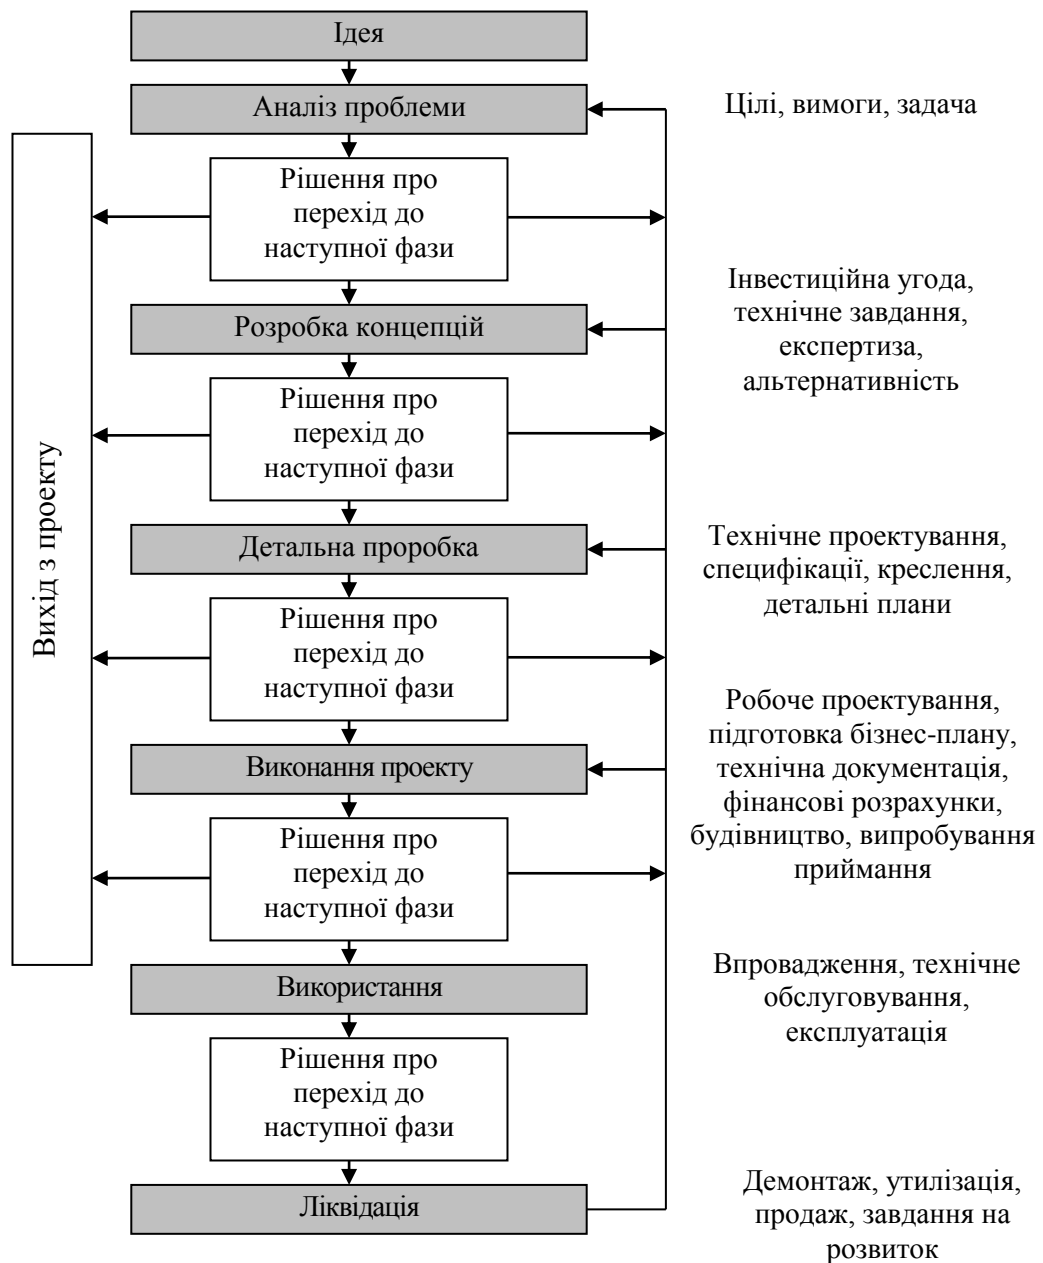 Ідея
Аналіз проблеми
Цілі, вимоги, задача
Рішення про
перехід до
наступної фази
Розробка концепцій
Інвестиційна угода,
технічне завдання,
експертиза,
альтернативність
Рішення про
перехід до
наступної фази
Вихід з проекту
Детальна проробка
Технічне проектування,
специфікації, креслення,
детальні плани
Рішення про
перехід до
наступної фази
Виконання проекту
Робоче проектування,
підготовка бізнес-плану,
технічна документація,
фінансові розрахунки,
будівництво, випробування
приймання
Рішення про
перехід до
наступної фази
Використання
Впровадження, технічне
обслуговування,
експлуатація
Рішення про
перехід до
наступної фази
Ліквідація
Демонтаж, утилізація,
продаж, завдання на
розвиток